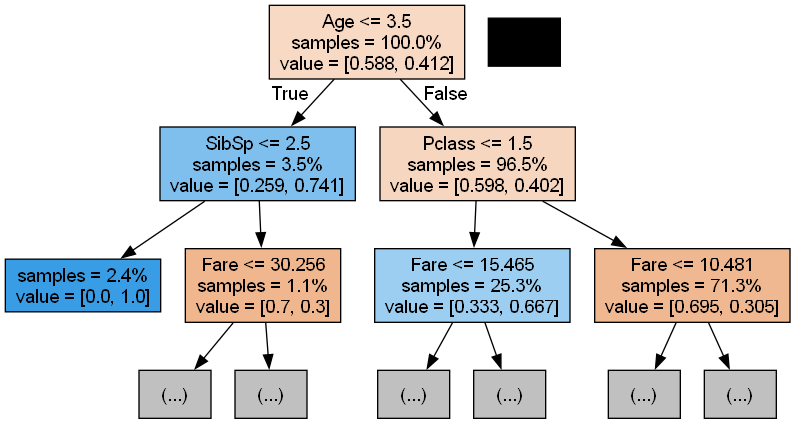 Age <= 3.5
samples = 100.0%
value = [0.588, 0.412]
True
False
SibSp <= 2.5
samples = 3.5%
value = [0.259, 0.741]
Pclass <= 1.5
samples = 96.5%
value = [0.598, 0.402]
samples = 2.4%
value = [0.0, 1.0]
Fare <= 30.256
samples = 1.1%
value = [0.7, 0.3]
Fare <= 15.465
samples = 25.3%
value = [0.333, 0.667]
Fare <= 10.481
samples = 71.3%
value = [0.695, 0.305]
(...)
(...)
(...)
(...)
(...)
(...)